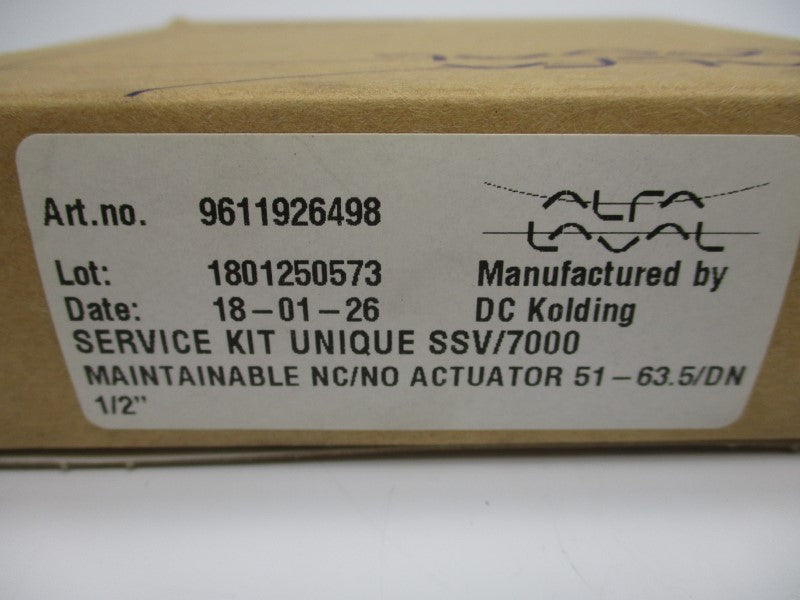 Art.no. 9611926498
ALFA
LAVAL
Lot: 1801250573
Manufactured by
Date: 18-01-26
DC Kolding
SERVICE KIT UNIQUE SSV/7000
MAINTAINABLE NC/NO ACTUATOR 51-63.5/DN
1/2"